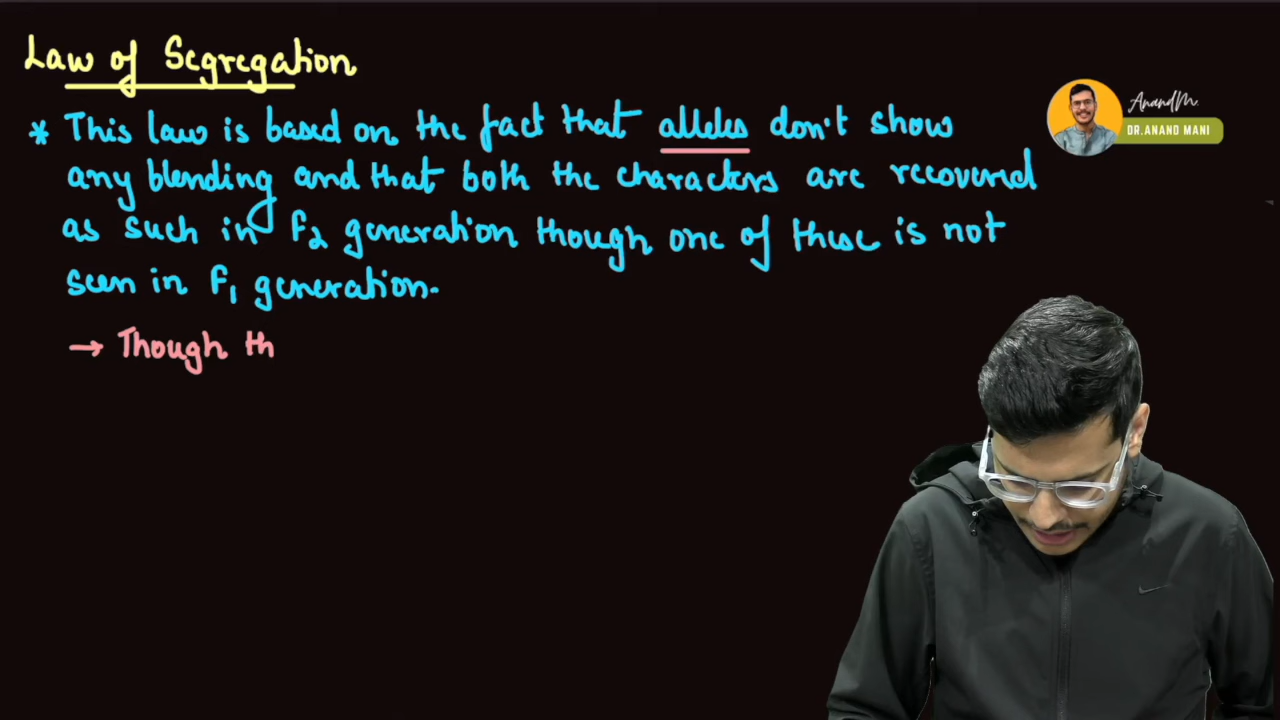 Law of Segregation
* This law is based on the fact that alleles don't show
any blending and that both the characters are recovered
as such in F₂ generation though one of these is not
seen in F₁ generation.
→ Though th
AnandM.
DR.ANAND MANI